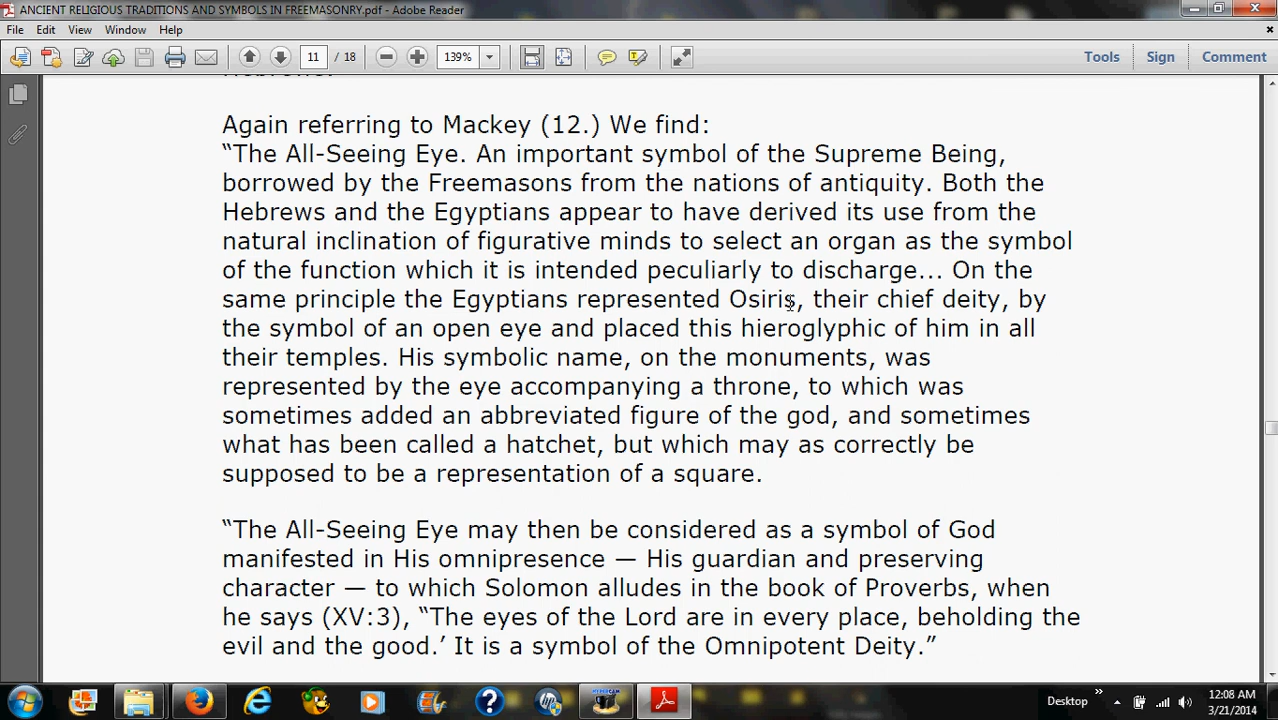 ANCIENT RELIGIOUS TRADITIONS AND SYMBOLS IN FREEMASONRY.pdf - Adobe Reader
File Edit View Window Help
11 / 18 139% Tools Sign Comment
Again referring to Mackey (12.) We find:
“The All-Seeing Eye. An important symbol of the Supreme Being,
borrowed by the Freemasons from the nations of antiquity. Both the
Hebrews and the Egyptians appear to have derived its use from the
natural inclination of figurative minds to select an organ as the symbol
of the function which it is intended peculiarly to discharge... On the
same principle the Egyptians represented Osiris, their chief deity, by
the symbol of an open eye and placed this hieroglyphic of him in all
their temples. His symbolic name, on the monuments, was
represented by the eye accompanying a throne, to which was
sometimes added an abbreviated figure of the god, and sometimes
what has been called a hatchet, but which may as correctly be
supposed to be a representation of a square.
“The All-Seeing Eye may then be considered as a symbol of God
manifested in His omnipresence — His guardian and preserving
character — to which Solomon alludes in the book of Proverbs, when
he says (XV:3), “The eyes of the Lord are in every place, beholding the
evil and the good.’ It is a symbol of the Omnipotent Deity.”
Desktop 12:08 AM
3/21/2014